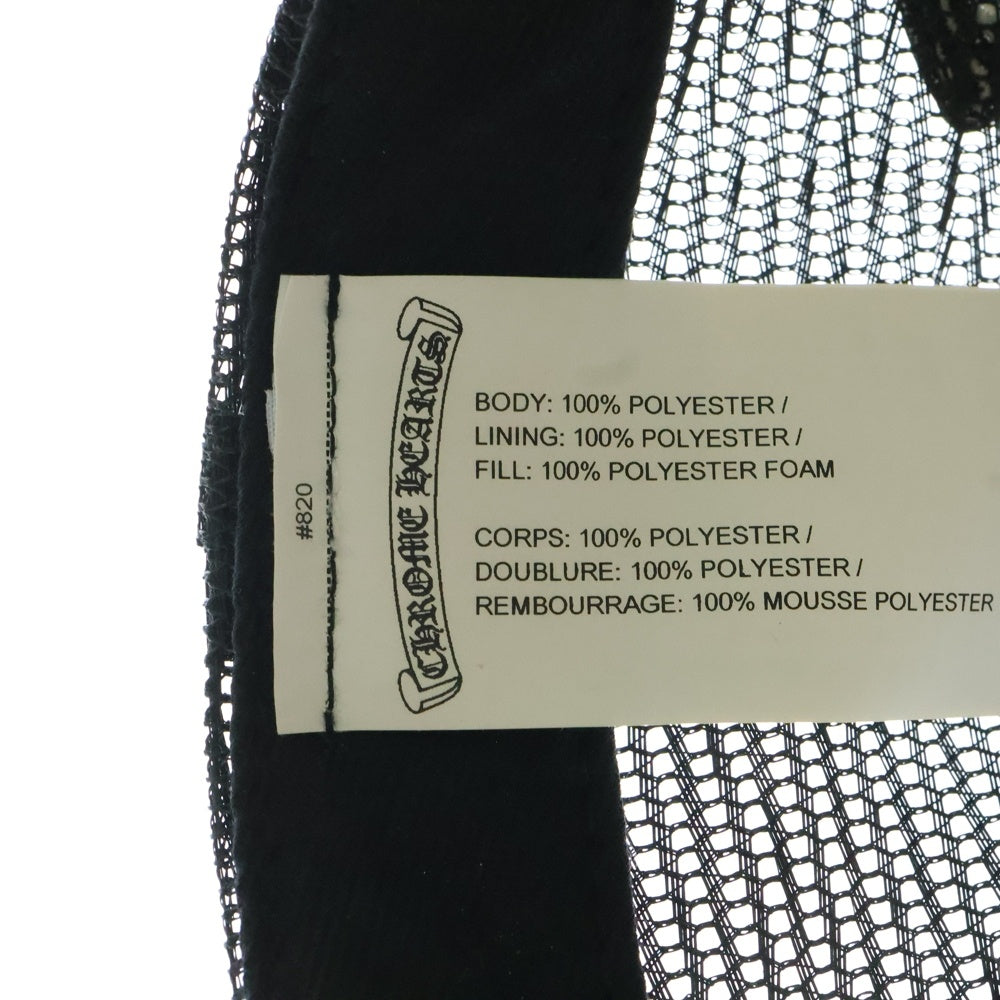 #820
CHROME HEARTS
BODY: 100% POLYESTER /
LINING: 100% POLYESTER /
FILL: 100% POLYESTER FOAM
CORPS: 100% POLYESTER /
DOUBLURE: 100% POLYESTER /
REMBOURRAGE: 100% MOUSSE POLYESTER